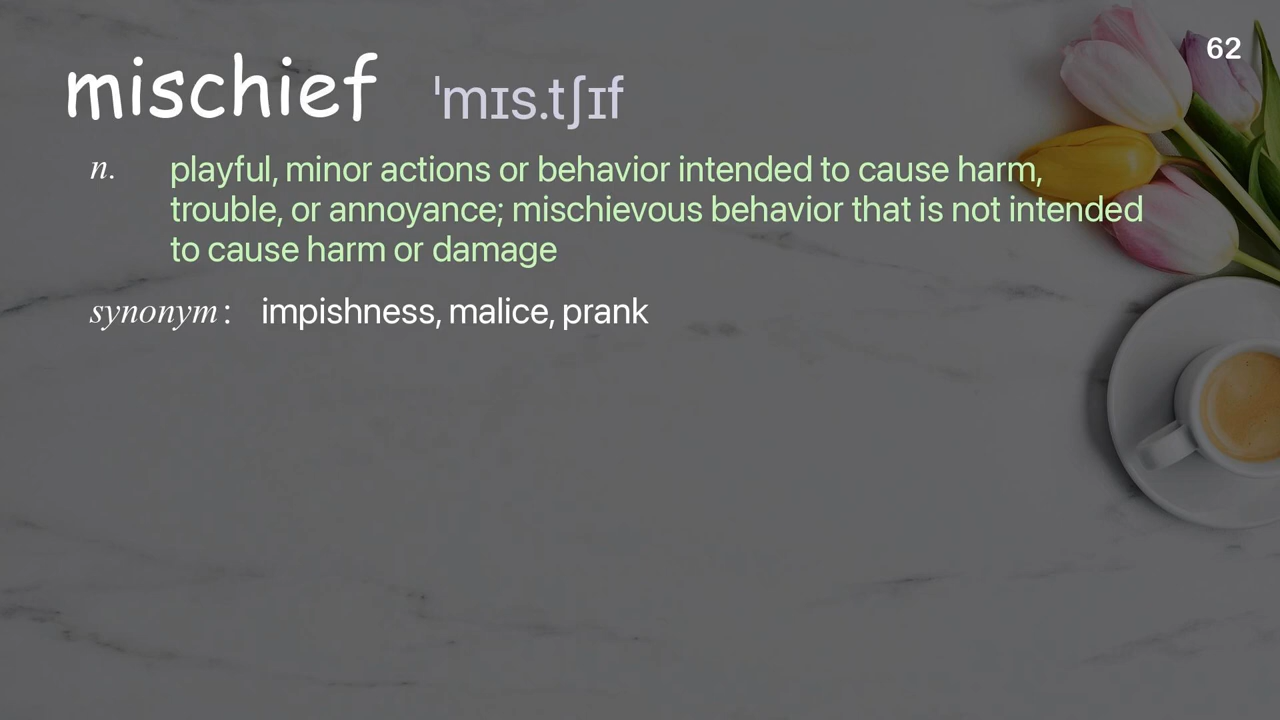 62
mischief ˈmɪs.tʃɪf
n. playful, minor actions or behavior intended to cause harm,
trouble, or annoyance; mischievous behavior that is not intended
to cause harm or damage
synonym : impishness, malice, prank